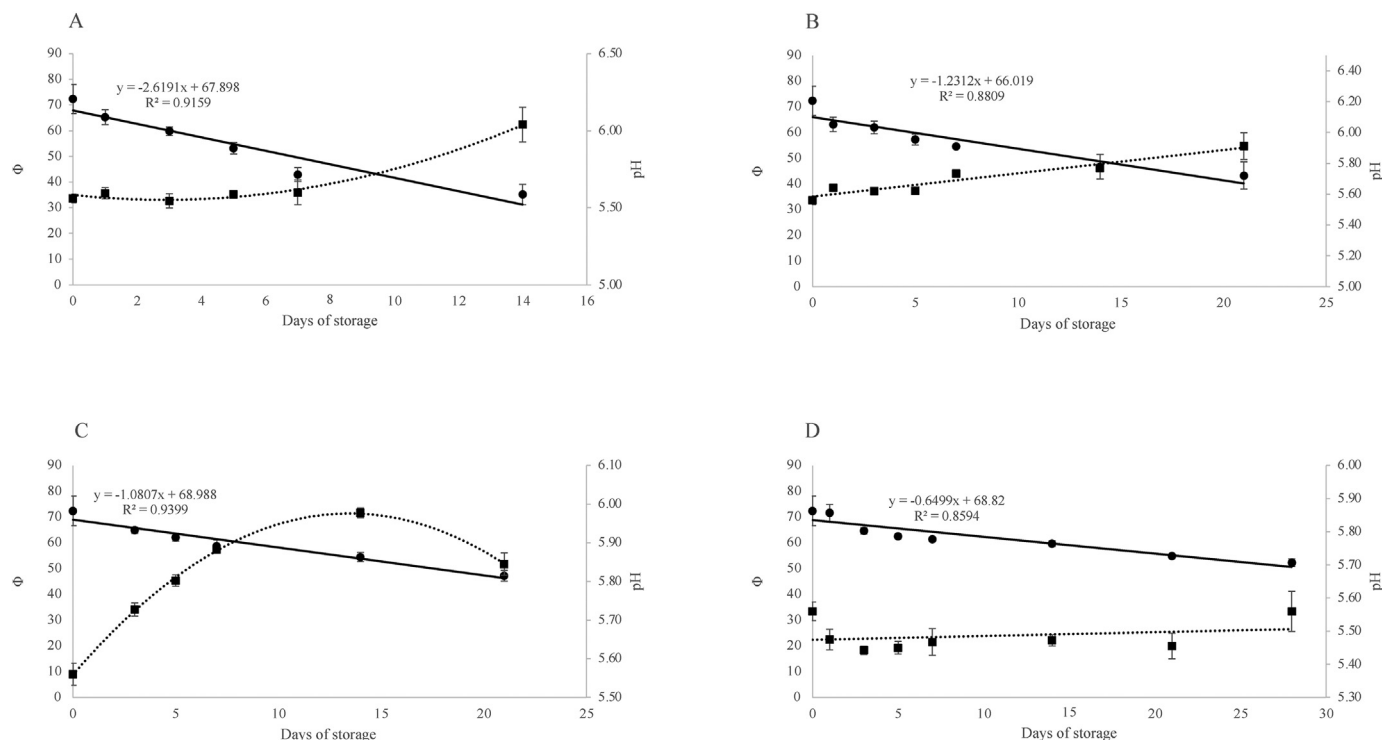 A
90
80
70
60
50
40
30
20
10
0
Φ
y = -2.6191x + 67.898
R² = 0.9159
6.50
6.00
5.50
5.00
pH
0 2 4 6 8 10 12 14 16
Days of storage
B
90
80
70
60
50
40
30
20
10
0
Φ
y = -1.2312x + 66.019
R² = 0.8809
6.40
6.20
6.00
5.80
5.60
5.40
5.20
5.00
pH
0 5 10 15 20 25
Days of storage
C
90
80
70
60
50
40
30
20
10
0
Φ
y = -1.0807x + 68.988
R² = 0.9399
6.10
6.00
5.90
5.80
5.70
5.60
5.50
pH
0 5 10 15 20 25
Days of storage
D
90
80
70
60
50
40
30
20
10
0
Φ
y = -0.6499x + 68.82
R² = 0.8594
6.00
5.90
5.80
5.70
5.60
5.50
5.40
5.30
pH
0 5 10 15 20 25 30
Days of storage